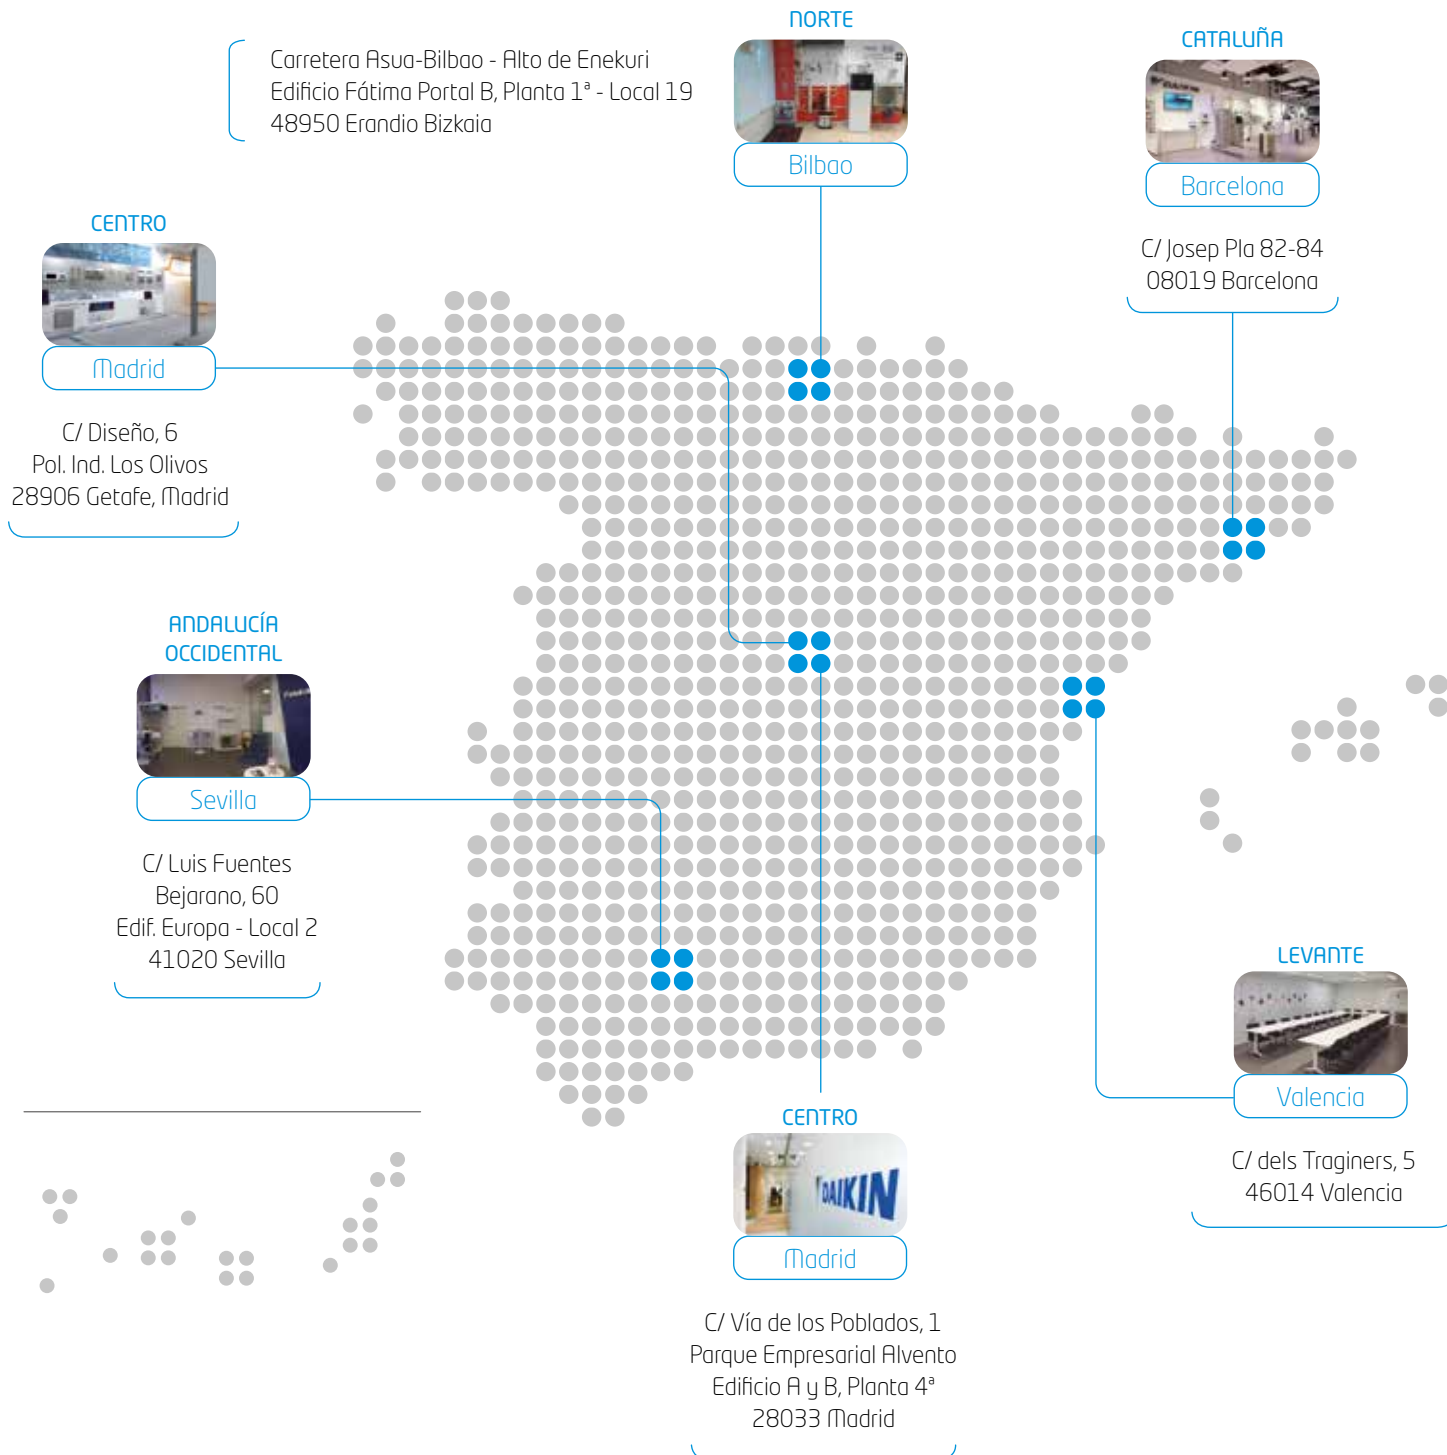 NORTE
Carretera Asua-Bilbao - Alto de Enekuri
Edificio Fátima Portal B, Planta 1ª - Local 19
48950 Erandio Bizkaia
Bilbao
CATALUÑA
Barcelona
C/ Josep Pla 82-84
08019 Barcelona
CENTRO
Madrid
C/ Diseño, 6
Pol. Ind. Los Olivos
28906 Getafe, Madrid
ANDALUCÍA
OCCIDENTAL
Sevilla
C/ Luis Fuentes
Bejarano, 60
Edif. Europa - Local 2
41020 Sevilla
LEVANTE
Valencia
C/ dels Traginers, 5
46014 Valencia
CENTRO
DAIKIN
Madrid
C/ Vía de los Poblados, 1
Parque Empresarial Alvento
Edificio A y B, Planta 4ª
28033 Madrid